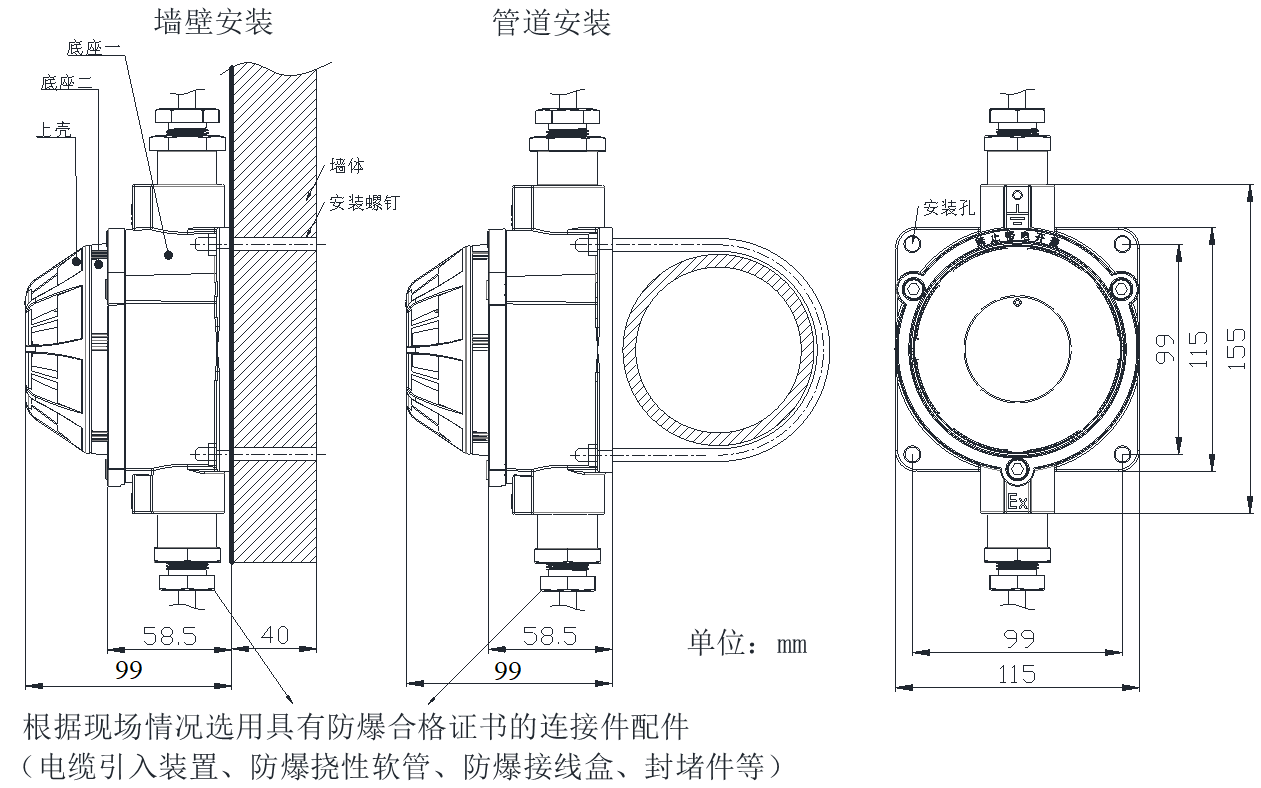 墙壁安装
管道安装
底座一
底座二
上壳
墙体
安装螺钉
安装孔
断电开盖
Ex
99
115
155
58.5
40
99
58.5
99
单位：mm
99
115
根据现场情况选用具有防爆合格证书的连接件配件
（电缆引入装置、防爆挠性软管、防爆接线盒、封堵件等）